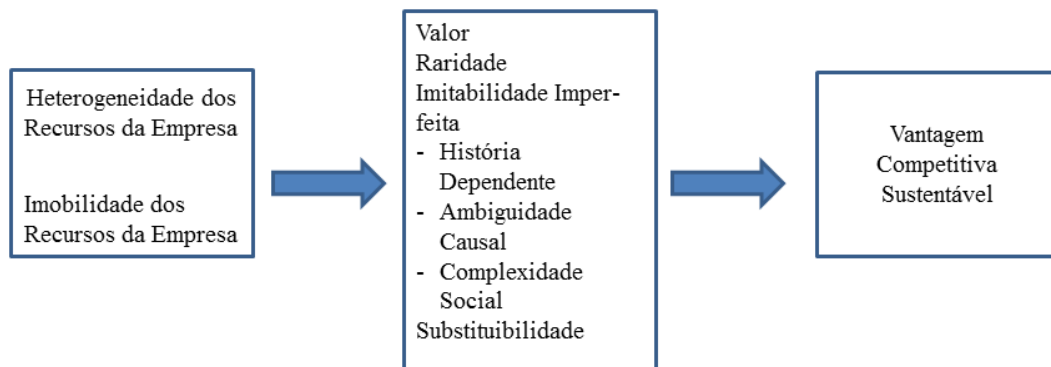 Heterogeneidade dos
Recursos da Empresa
Imobilidade dos
Recursos da Empresa
Valor
Raridade
Imitabilidade Imper-
feita
- História
Dependente
- Ambiguidade
Causal
- Complexidade
Social
Substituibilidade
Vantagem
Competitiva
Sustentável